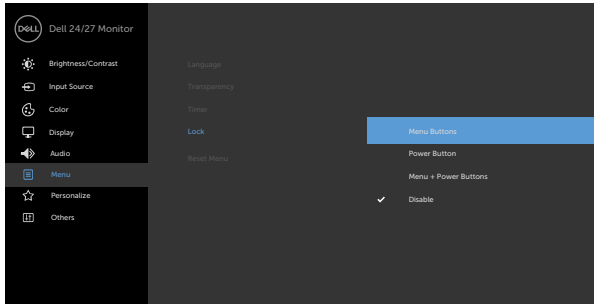 DELL
Dell 24/27 Monitor
Brightness/Contrast
Input Source
Color
Display
Audio
Menu
Personalize
Others
Language
Transparency
Timer
Lock
Reset Menu
Menu Buttons
Power Button
Menu + Power Buttons
Disable